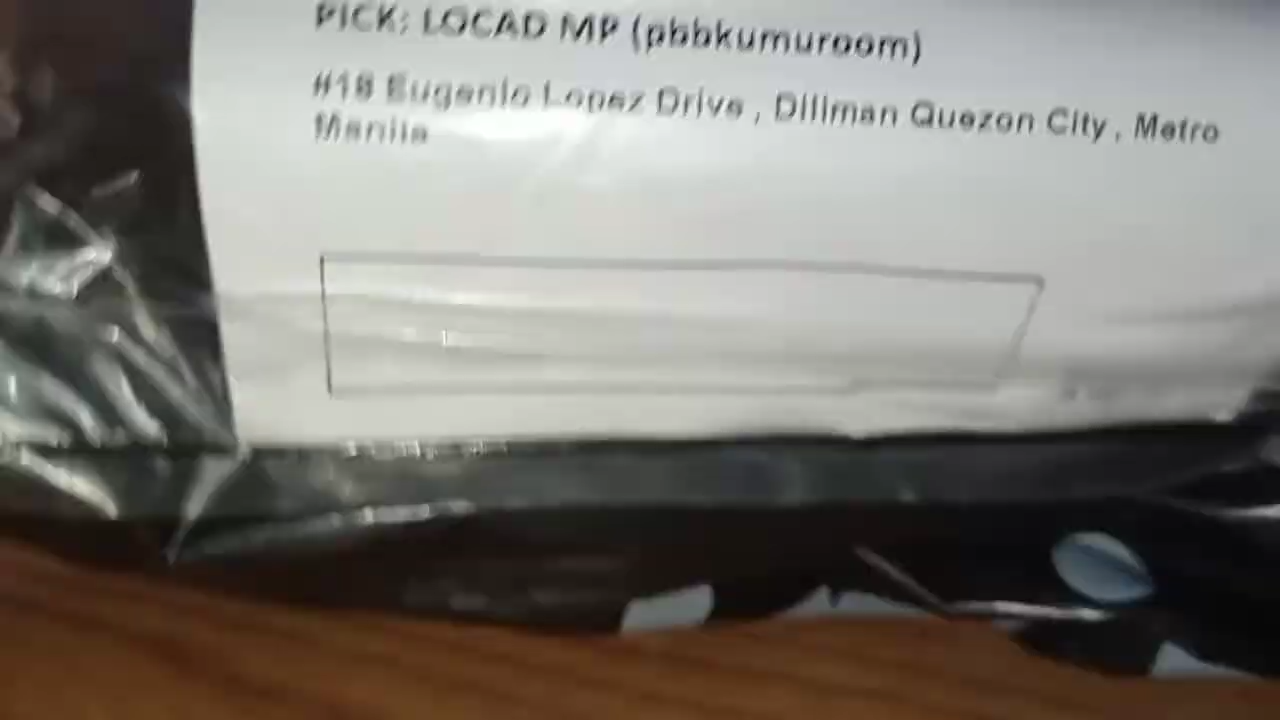 PICK: LOCAD MP (pbbkumuroom)
#18 Eugenio Lopez Drive , Diliman Quezon City , Metro
Manila